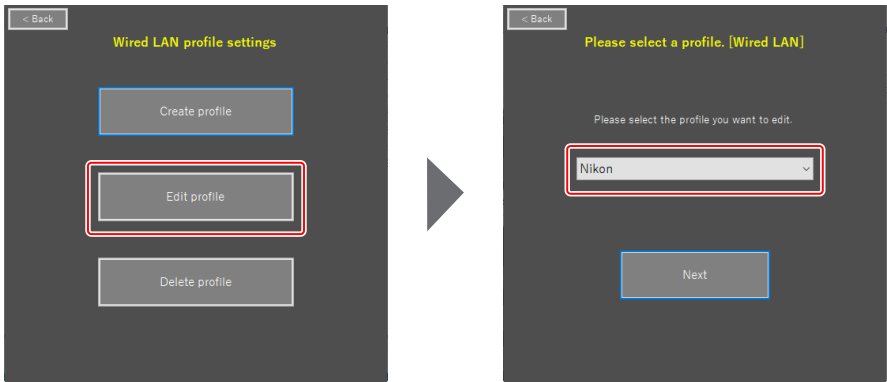 < Back
Wired LAN profile settings
Create profile
Edit profile
Delete profile
< Back
Please select a profile. [Wired LAN]
Please select the profile you want to edit.
Nikon
Next